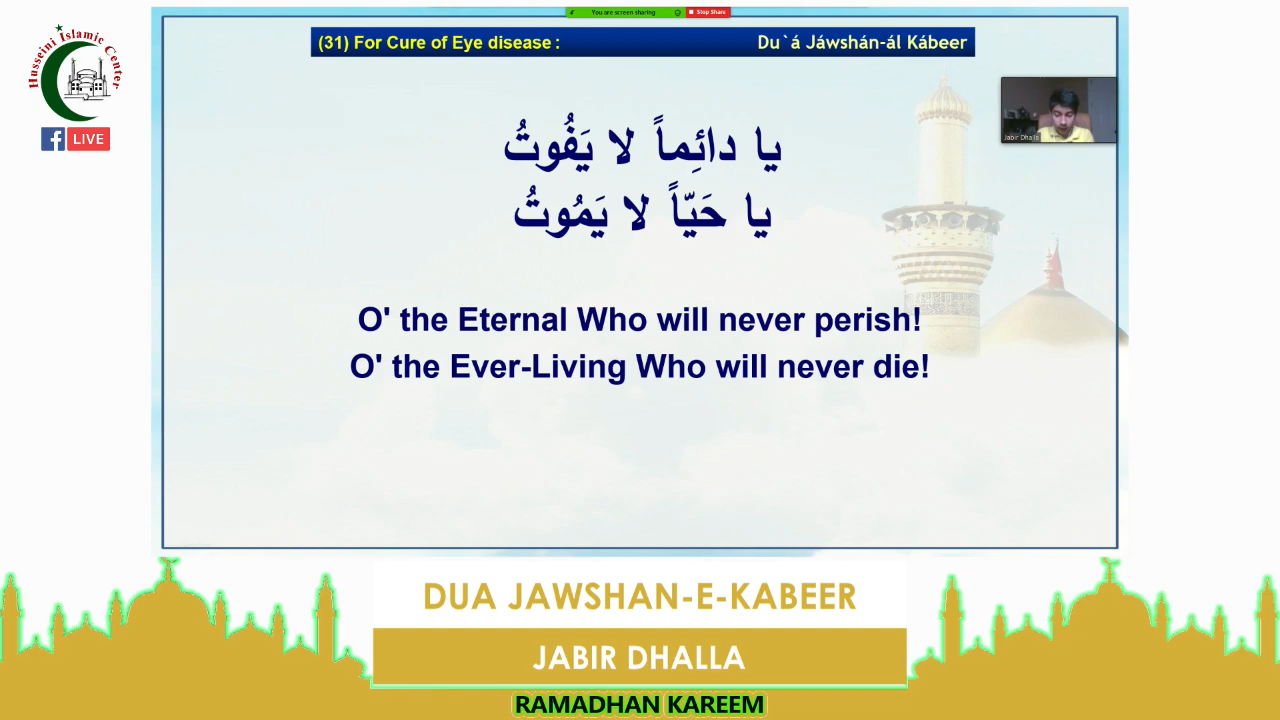 You are screen sharing
Stop Share
Husseini Islamic Center
LIVE
(31) For Cure of Eye disease :
Du`á Jáwshán-ál Kábeer
Jabir Dhalla
يا دائِماً لا يَفُوتُ
يا حَيّاً لا يَمُوتُ
O' the Eternal Who will never perish!
O' the Ever-Living Who will never die!
DUA JAWSHAN-E-KABEER
JABIR DHALLA
RAMADHAN KAREEM